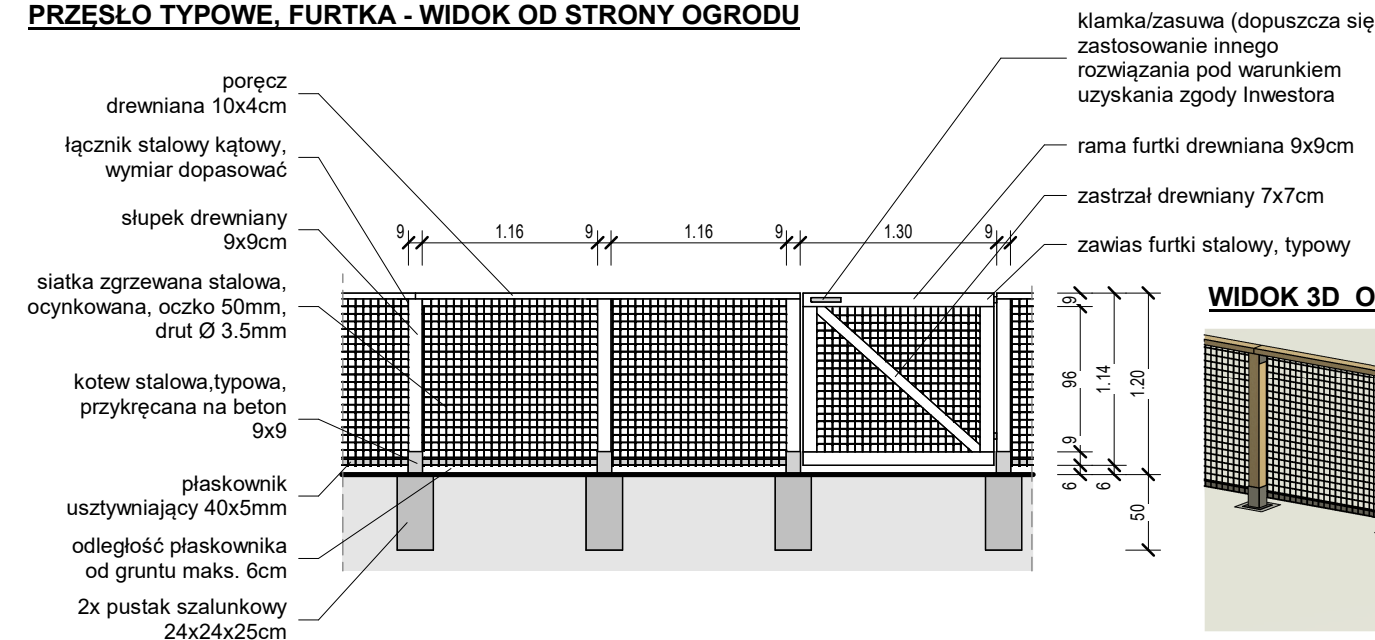 PRZĘSŁO TYPOWE, FURTKA - WIDOK OD STRONY OGRODU
poręcz
drewniana 10x4cm
łącznik stalowy kątowy,
wymiar dopasować
słupek drewniany
9x9cm
siatka zgrzewana stalowa,
ocynkowana, oczko 50mm,
drut Ø 3.5mm
kotew stalowa,typowa,
przykręcana na beton
9x9
płaskownik
usztywniający 40x5mm
odległość płaskownika
od gruntu maks. 6cm
2x pustak szalunkowy
24x24x25cm
9 1.16 9 1.16 9 1.30 9
klamka/zasuwa (dopuszcza się
zastosowanie innego
rozwiązania pod warunkiem
uzyskania zgody Inwestora
rama furtki drewniana 9x9cm
zastrzał drewniany 7x7cm
zawias furtki stalowy, typowy
9
96
9
6
1.14
6
1.20
50
WIDOK 3D O